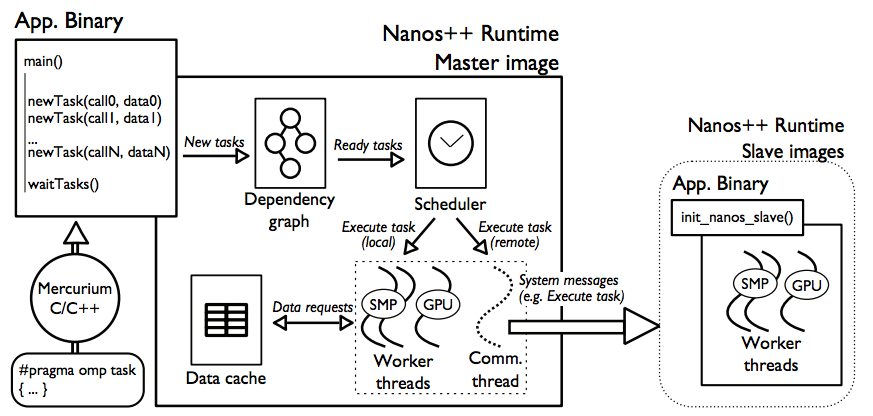 App. Binary
main()
newTask(call0, data0)
newTask(call1, data1)
...
newTask(callN, dataN)
waitTasks()
Mercurium
C/C++
#pragma omp task
{ ... }
Nanos++ Runtime
Master image
New tasks
Dependency
graph
Ready tasks
Scheduler
Execute task
(local)
Execute task
(remote)
Data cache
Data requests
SMP
GPU
Worker
threads
Comm.
thread
System messages
(e.g. Execute task)
Nanos++ Runtime
Slave images
App. Binary
init_nanos_slave()
SMP
GPU
Worker
threads